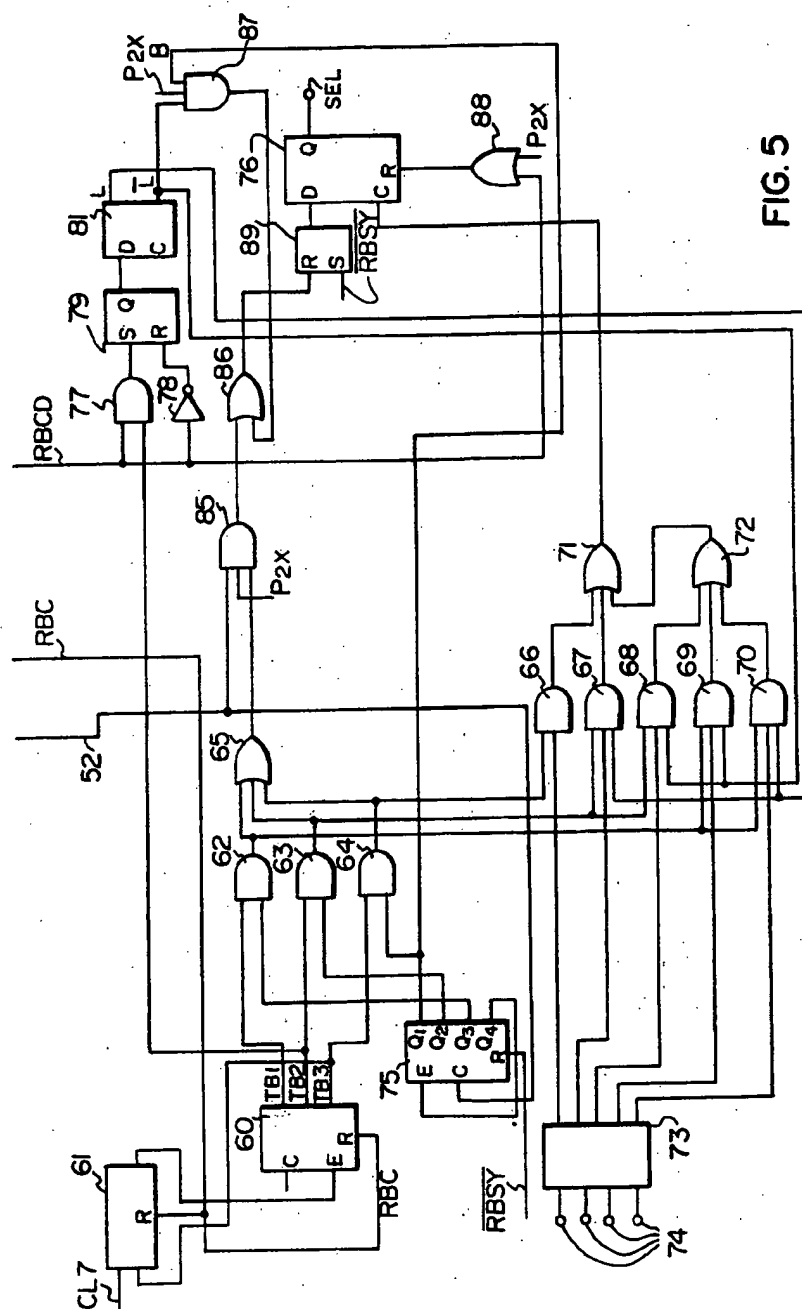 CL7
61
R
60
C
E
R
TB1
TB2
TB3
RBC
75
E
C
Q1
Q2
Q3
Q4
R
RBSY
73
74
52
RBC
RBCD
62
63
64
65
85
P2X
66
67
68
69
70
71
72
77
78
79
S
Q
R
81
D
C
L
L
P2X
B
87
86
89
R
S
RBSY
76
D
Q
C
R
SEL
88
P2X
FIG. 5